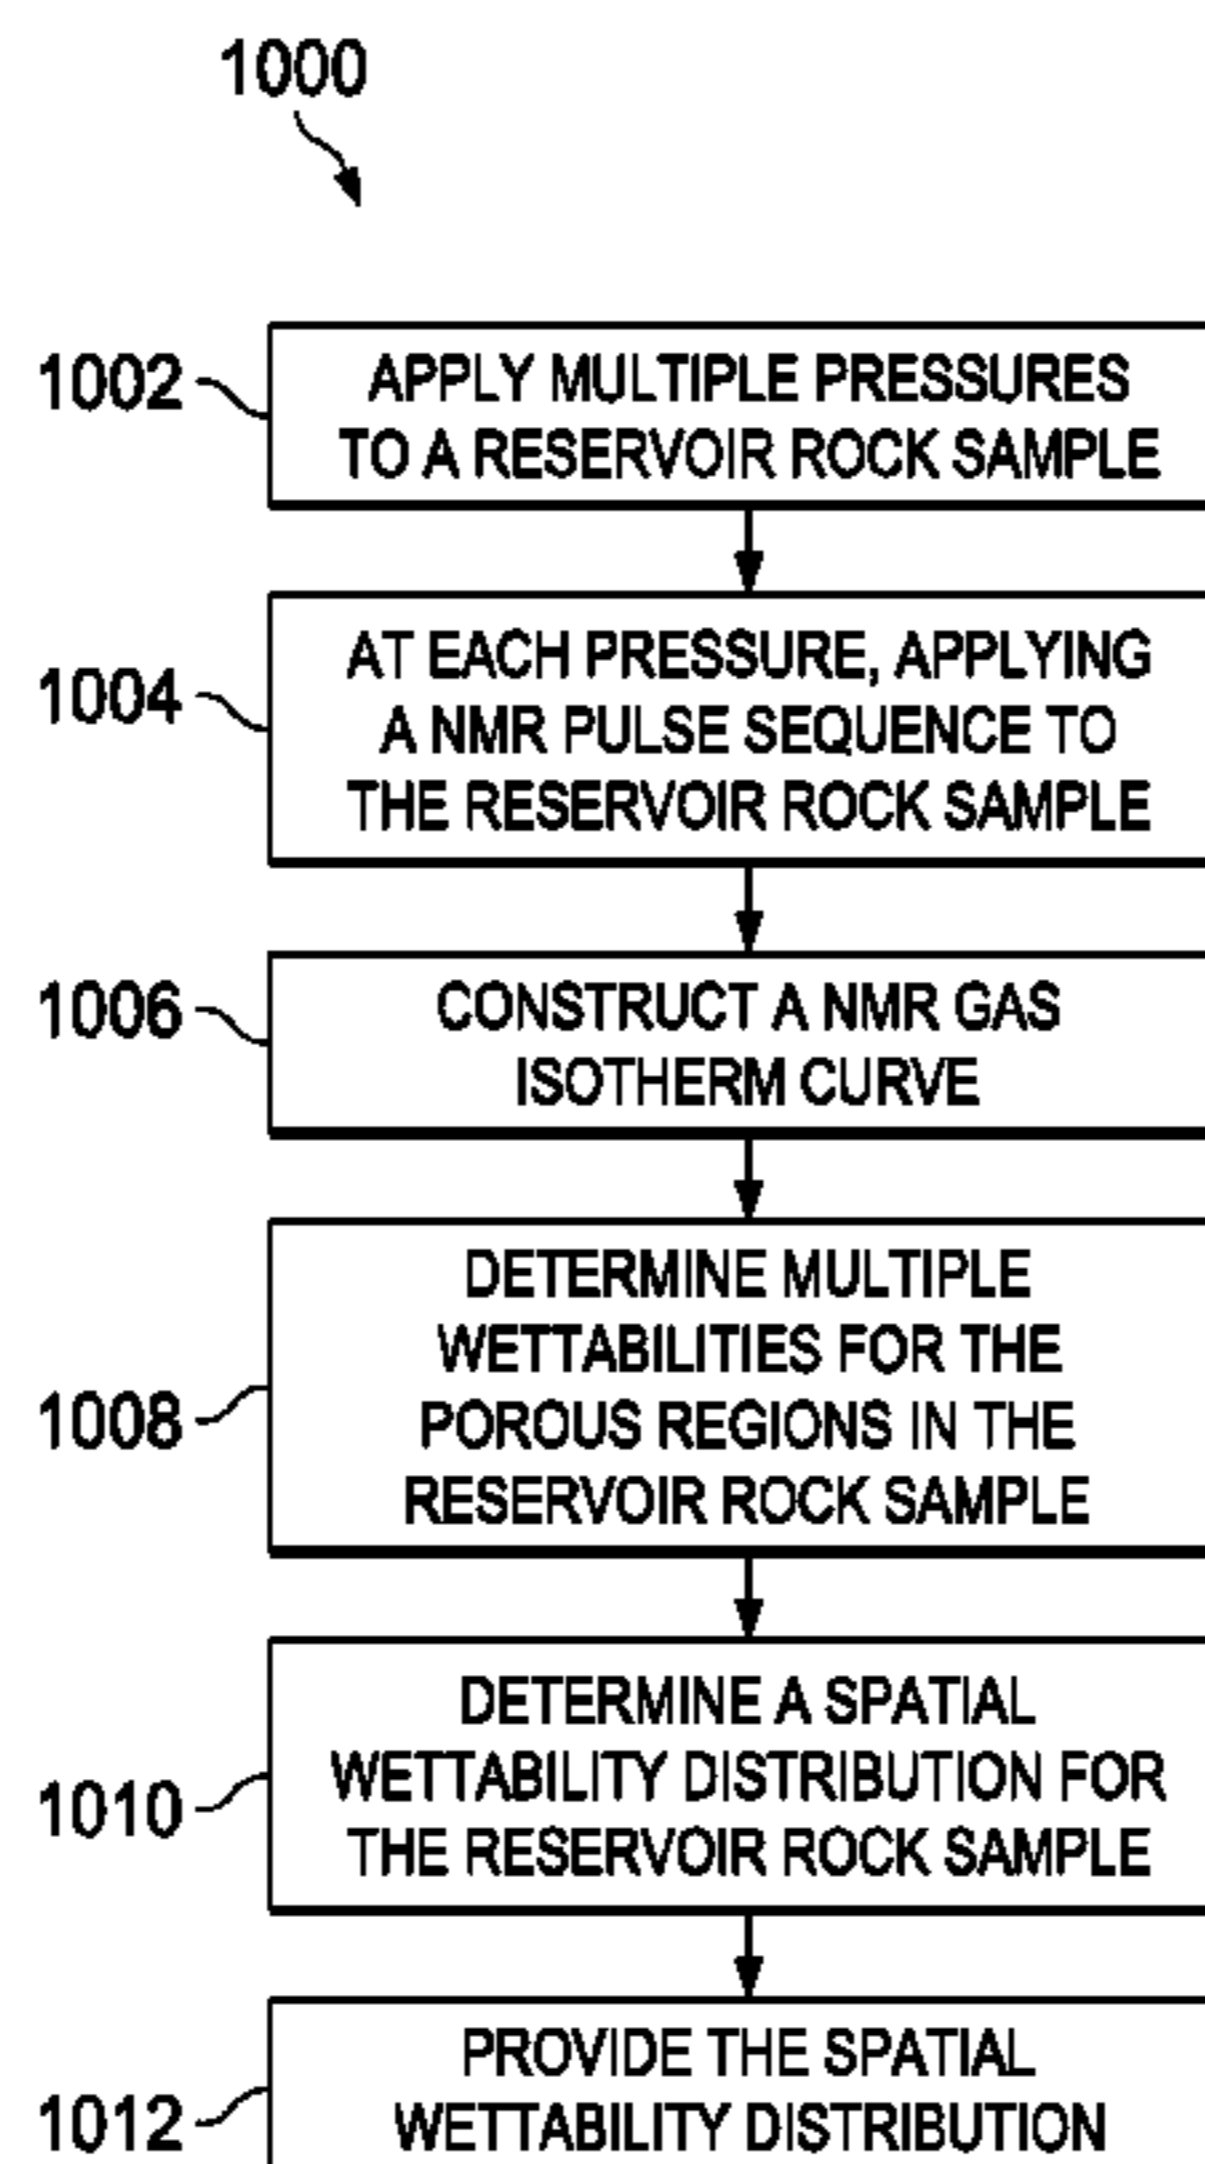 1000
1002
APPLY MULTIPLE PRESSURES
TO A RESERVOIR ROCK SAMPLE
1004
AT EACH PRESSURE, APPLYING
A NMR PULSE SEQUENCE TO
THE RESERVOIR ROCK SAMPLE
1006
CONSTRUCT A NMR GAS
ISOTHERM CURVE
1008
DETERMINE MULTIPLE
WETTABILITIES FOR THE
POROUS REGIONS IN THE
RESERVOIR ROCK SAMPLE
1010
DETERMINE A SPATIAL
WETTABILITY DISTRIBUTION FOR
THE RESERVOIR ROCK SAMPLE
1012
PROVIDE THE SPATIAL
WETTABILITY DISTRIBUTION